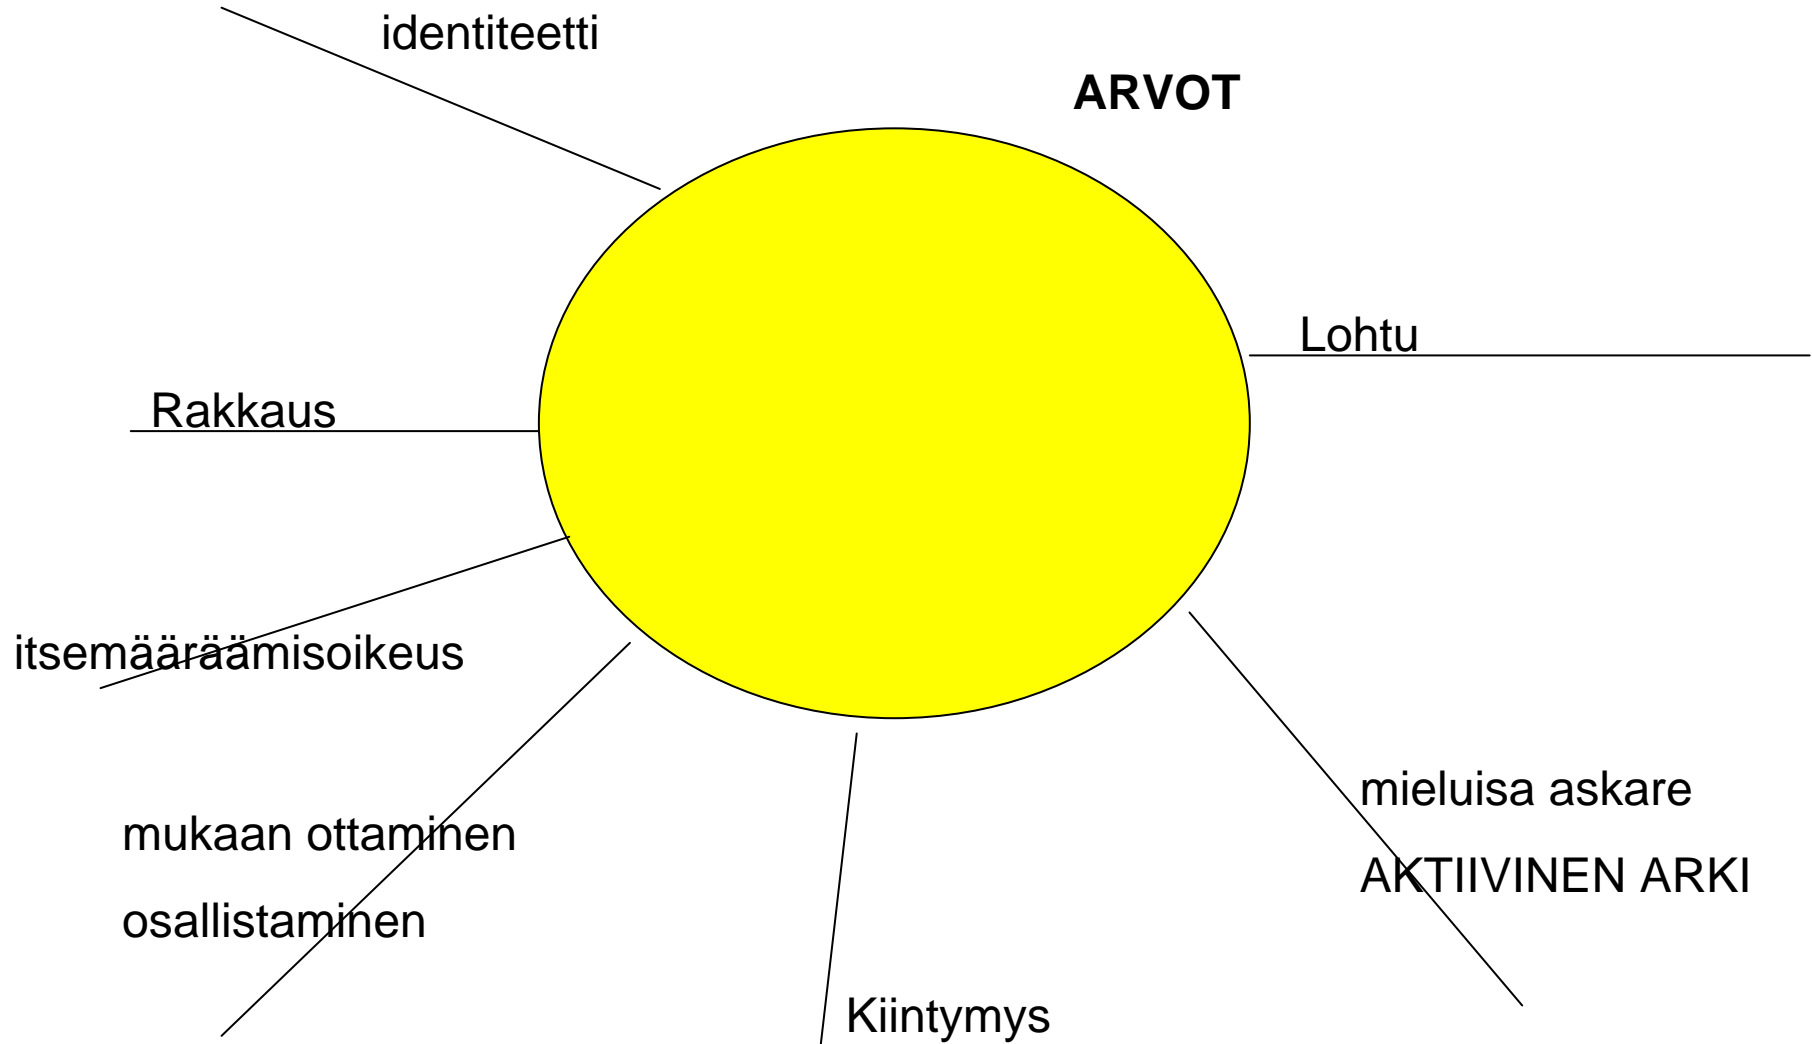 identiteetti
ARVOT
Lohtu
Rakkaus
itsemääräämisoikeus
mieluisa askare
mukaan ottaminen
AKTIIVINEN ARKI
osallistaminen
Kiintymys